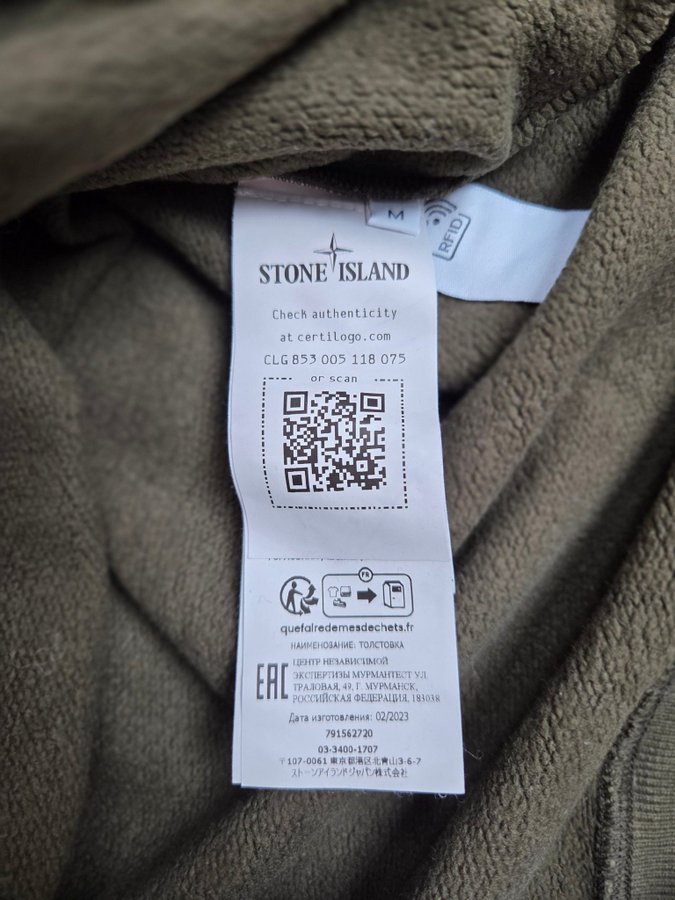 M
RFID
STONE ISLAND
Check authenticity
at certilogo.com
CLG 853 005 118 075
or scan
FR
quefairedemesdechets.fr
НАИМЕНОВАНИЕ: ТОЛСТОВКА
EAC
ЦЕНТР НЕЗАВИСИМОЙ
ЭКСПЕРТИЗЫ МУРМАНТЕСТ УЛ.
ТРАЛОВАЯ, 49, Г. МУРМАНСК,
РОССИЙСКАЯ ФЕДЕРАЦИЯ, 183038
Дата изготовления: 02/2023
791562720
03-3400-1707
〒107-0061 東京都港区北青山3-6-7
ストーンアイランドジャパン株式会社